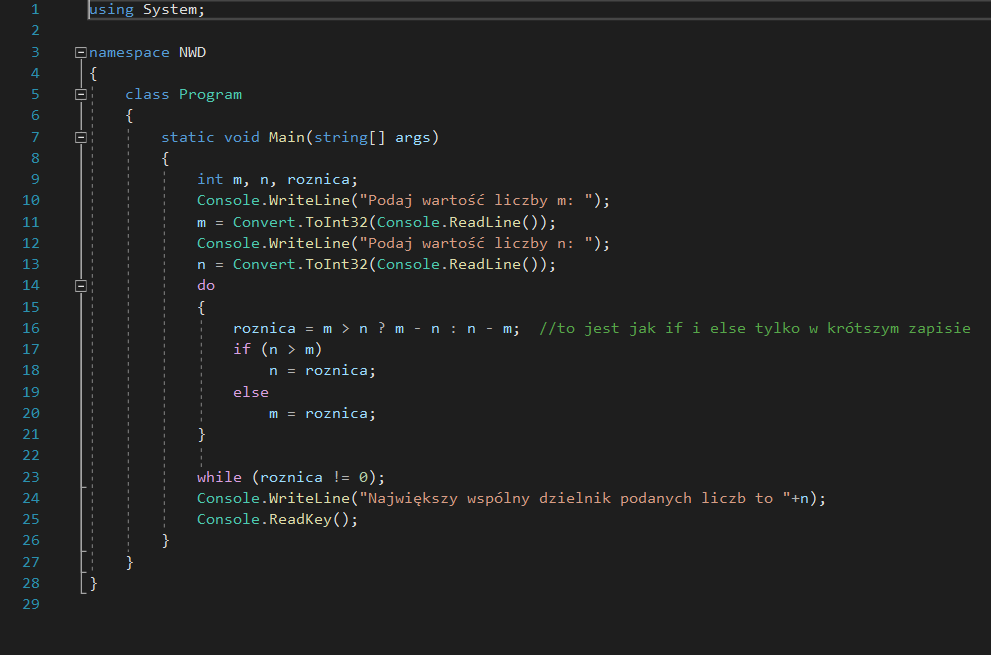 1 using System;
2
3 namespace NWD
4 {
5 class Program
6 {
7 static void Main(string[] args)
8 {
9 int m, n, roznica;
10 Console.WriteLine("Podaj wartość liczby m: ");
11 m = Convert.ToInt32(Console.ReadLine());
12 Console.WriteLine("Podaj wartość liczby n: ");
13 n = Convert.ToInt32(Console.ReadLine());
14 do
15 {
16 roznica = m > n ? m - n : n - m; //to jest jak if i else tylko w krótszym zapisie
17 if (n > m)
18 n = roznica;
19 else
20 m = roznica;
21 }
22
23 while (roznica != 0);
24 Console.WriteLine("Największy wspólny dzielnik podanych liczb to "+n);
25 Console.ReadKey();
26 }
27 }
28 }
29